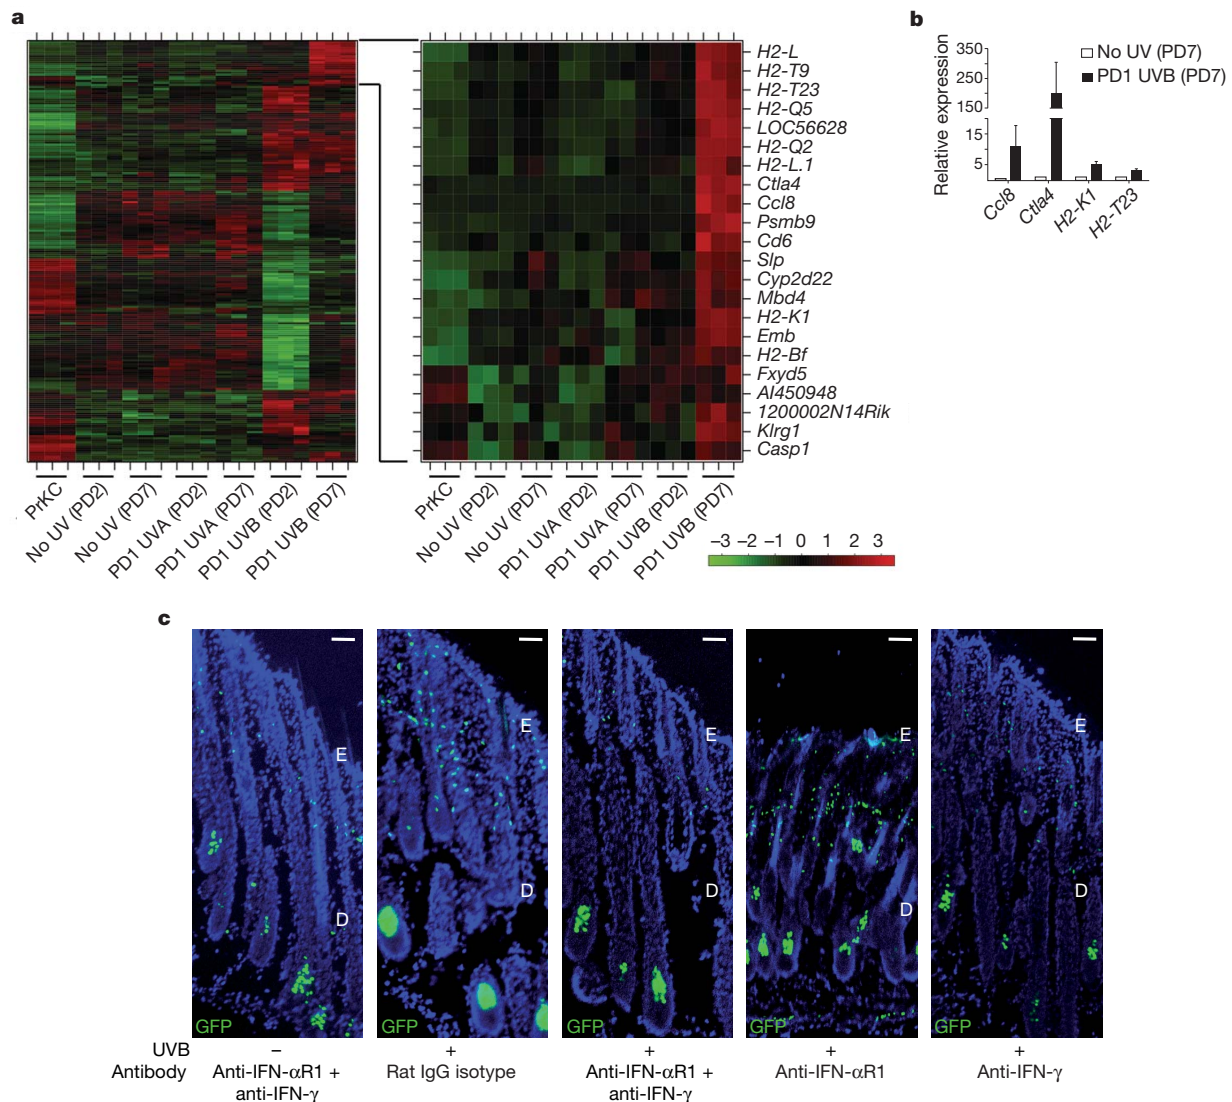 a
H2-L
H2-T9
H2-T23
H2-Q5
LOC56628
H2-Q2
H2-L.1
Ctla4
Ccl8
Psmb9
Cd6
Slp
Cyp2d22
Mbd4
H2-K1
Emb
H2-Bf
Fxyd5
AI450948
1200002N14Rik
Klrg1
Casp1
PrKC
No UV (PD2)
No UV (PD7)
PD1 UVA (PD2)
PD1 UVA (PD7)
PD1 UVB (PD2)
PD1 UVB (PD7)
PrKC
No UV (PD2)
No UV (PD7)
PD1 UVA (PD2)
PD1 UVA (PD7)
PD1 UVB (PD2)
PD1 UVB (PD7)
−3 −2 −1 0 1 2 3
b
Relative expression
350
250
150
15
5
No UV (PD7)
PD1 UVB (PD7)
Ccl8
Ctla4
H2-K1
H2-T23
c
E
D
GFP
E
D
GFP
E
D
GFP
E
D
GFP
E
D
GFP
UVB − + + + +
Antibody Anti-IFN-αR1 + Rat IgG isotype Anti-IFN-αR1 + Anti-IFN-αR1 Anti-IFN-γ
anti-IFN-γ anti-IFN-γ